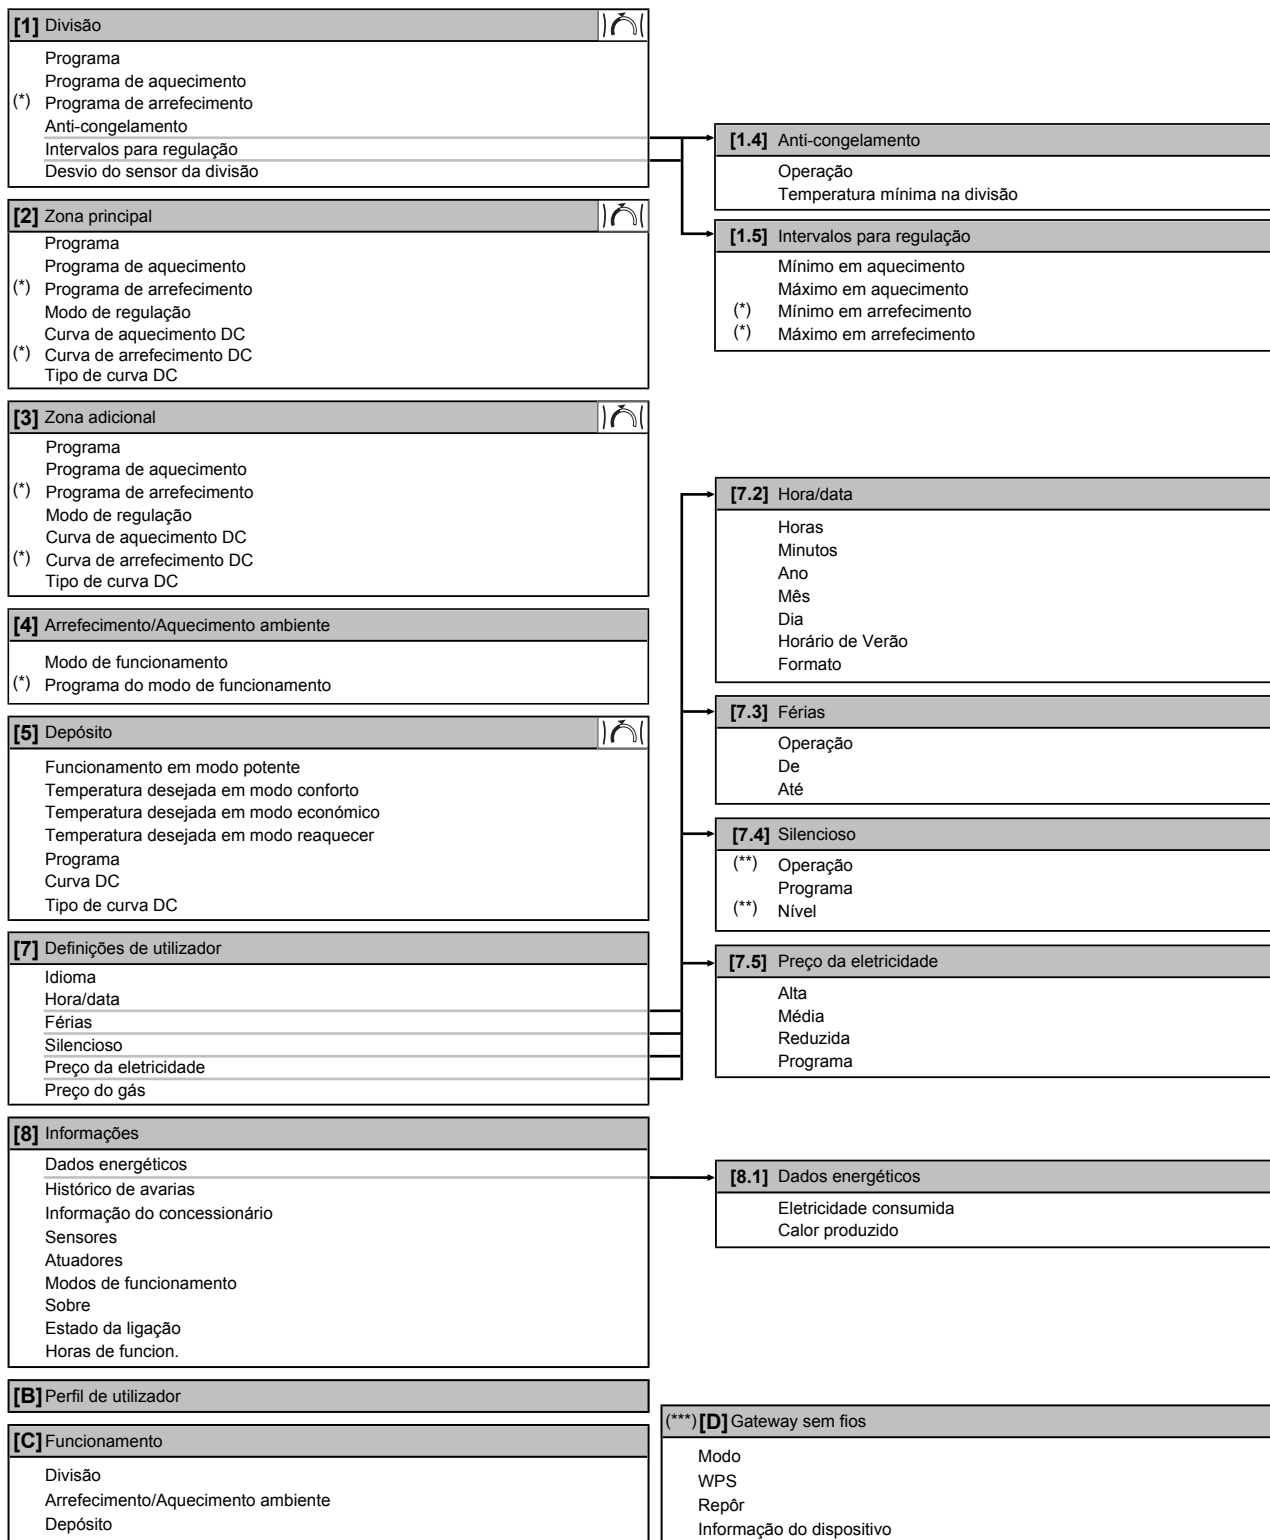 [1] Divisão
Programa
Programa de aquecimento
(*) Programa de arrefecimento
Anti-congelamento
Intervalos para regulação
Desvio do sensor da divisão
[1.4] Anti-congelamento
Operação
Temperatura mínima na divisão
[1.5] Intervalos para regulação
Mínimo em aquecimento
Máximo em aquecimento
(*) Mínimo em arrefecimento
(*) Máximo em arrefecimento
[2] Zona principal
Programa
Programa de aquecimento
(*) Programa de arrefecimento
Modo de regulação
Curva de aquecimento DC
(*) Curva de arrefecimento DC
Tipo de curva DC
[3] Zona adicional
Programa
Programa de aquecimento
(*) Programa de arrefecimento
Modo de regulação
Curva de aquecimento DC
(*) Curva de arrefecimento DC
Tipo de curva DC
[4] Arrefecimento/Aquecimento ambiente
Modo de funcionamento
(*) Programa do modo de funcionamento
[5] Depósito
Funcionamento em modo potente
Temperatura desejada em modo conforto
Temperatura desejada em modo económico
Temperatura desejada em modo reaquecer
Programa
Curva DC
Tipo de curva DC
[7] Definições de utilizador
Idioma
Hora/data
Férias
Silencioso
Preço da eletricidade
Preço do gás
[7.2] Hora/data
Horas
Minutos
Ano
Mês
Dia
Horário de Verão
Formato
[7.3] Férias
Operação
De
Até
[7.4] Silencioso
(**) Operação
Programa
(**) Nível
[7.5] Preço da eletricidade
Alta
Média
Reduzida
Programa
[8] Informações
Dados energéticos
Histórico de avarias
Informação do concessionário
Sensores
Atuadores
Modos de funcionamento
Sobre
Estado da ligação
Horas de funcion.
[8.1] Dados energéticos
Eletricidade consumida
Calor produzido
[B] Perfil de utilizador
[C] Funcionamento
Divisão
Arrefecimento/Aquecimento ambiente
Depósito
(***) [D] Gateway sem fios
Modo
WPS
Repôr
Informação do dispositivo